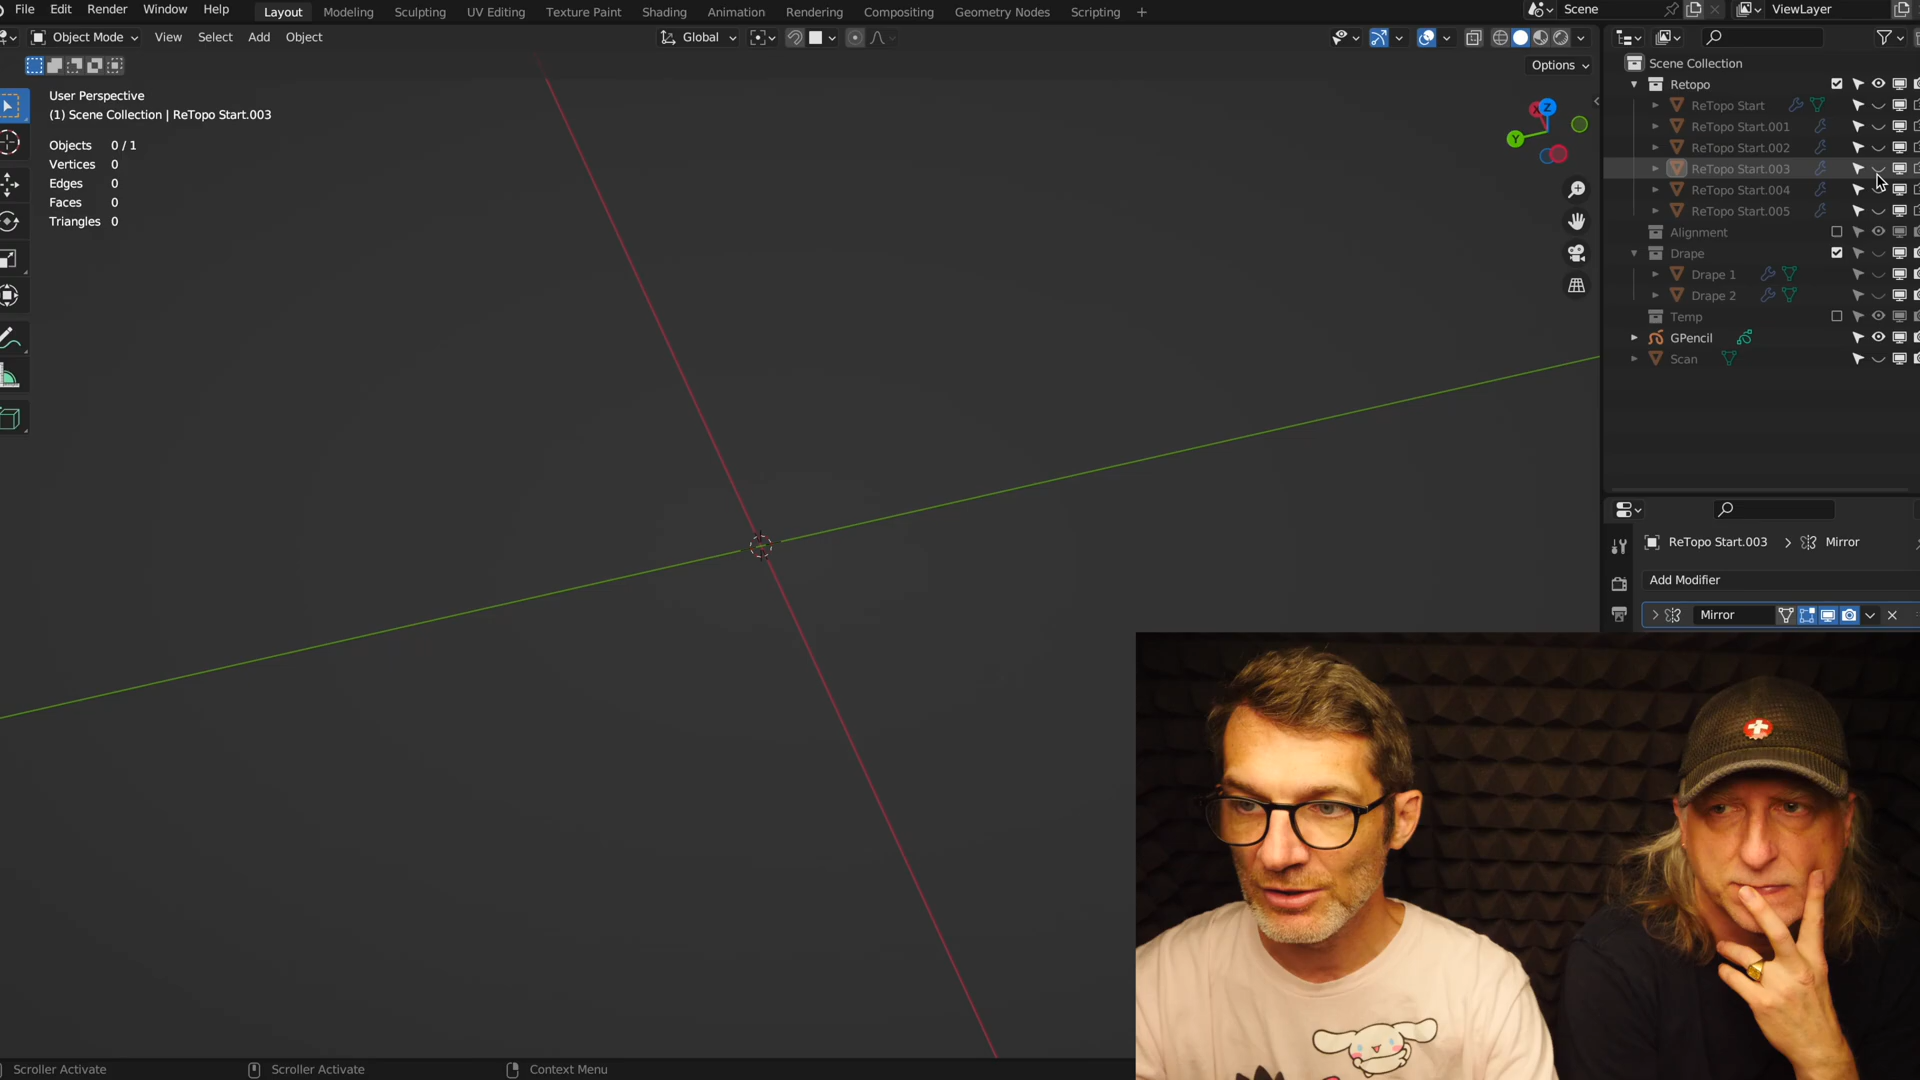 File Edit Render Window Help Layout Modeling Sculpting UV Editing Texture Paint Shading Animation Rendering Compositing Geometry Nodes Scripting + Scene ViewLayer
Object Mode View Select Add Object Global
Options
User Perspective
(1) Scene Collection | ReTopo Start.003
Objects 0 / 1
Vertices 0
Edges 0
Faces 0
Triangles 0
X
Y
Z
Scene Collection
Retopo
ReTopo Start
ReTopo Start.001
ReTopo Start.002
ReTopo Start.003
ReTopo Start.004
ReTopo Start.005
Alignment
Drape
Drape 1
Drape 2
Temp
GPencil
Scan
ReTopo Start.003 > Mirror
Add Modifier
Mirror
Scroller Activate Scroller Activate Context Menu